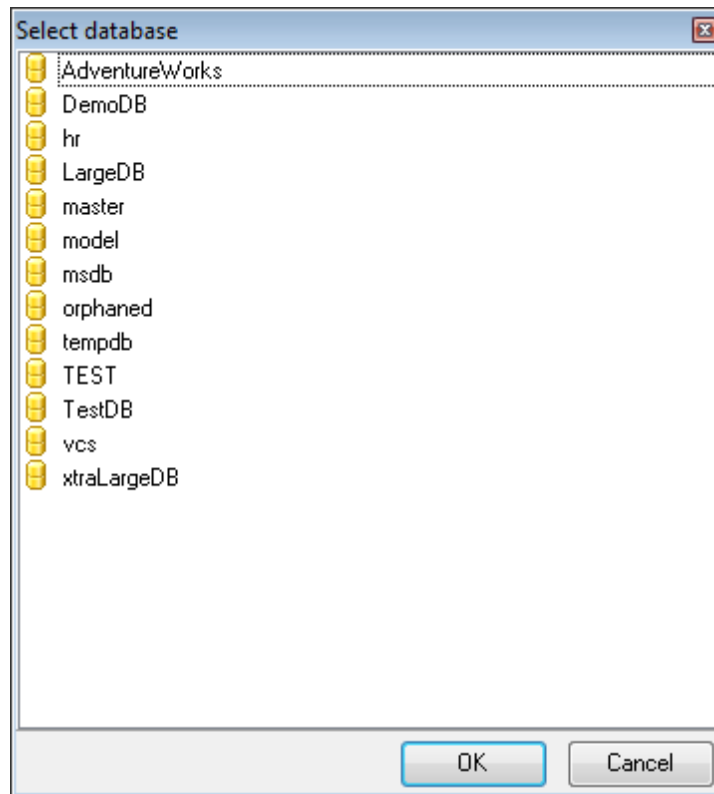 Select database
AdventureWorks
DemoDB
hr
LargeDB
master
model
msdb
orphaned
tempdb
TEST
TestDB
vcs
xtraLargeDB
OK Cancel